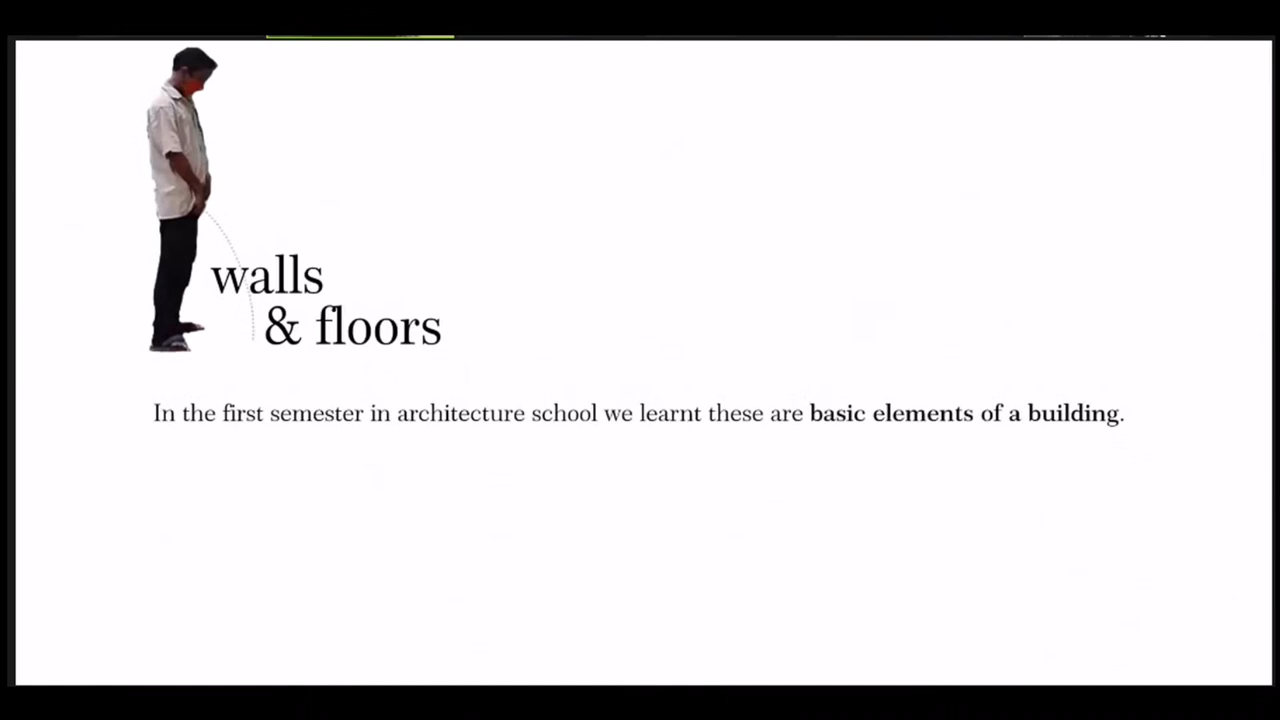 walls
& floors
In the first semester in architecture school we learnt these are basic elements of a building.